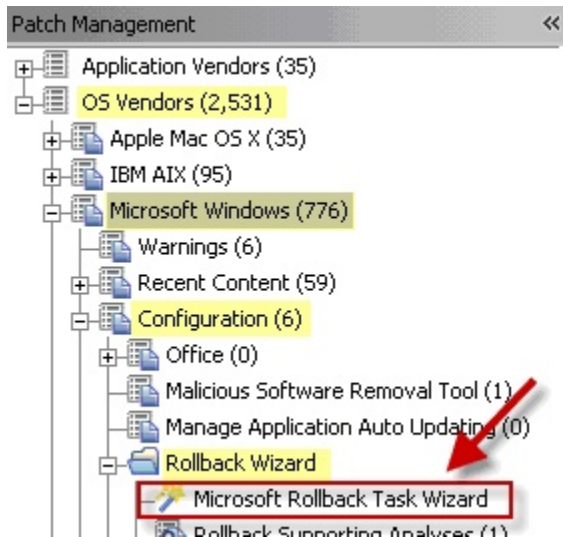 Patch Management
Application Vendors (35)
OS Vendors (2,531)
Apple Mac OS X (35)
IBM AIX (95)
Microsoft Windows (776)
Warnings (6)
Recent Content (59)
Configuration (6)
Office (0)
Malicious Software Removal Tool (1)
Manage Application Auto Updating (0)
Rollback Wizard
Microsoft Rollback Task Wizard
Rollback Supporting Analyses (1)